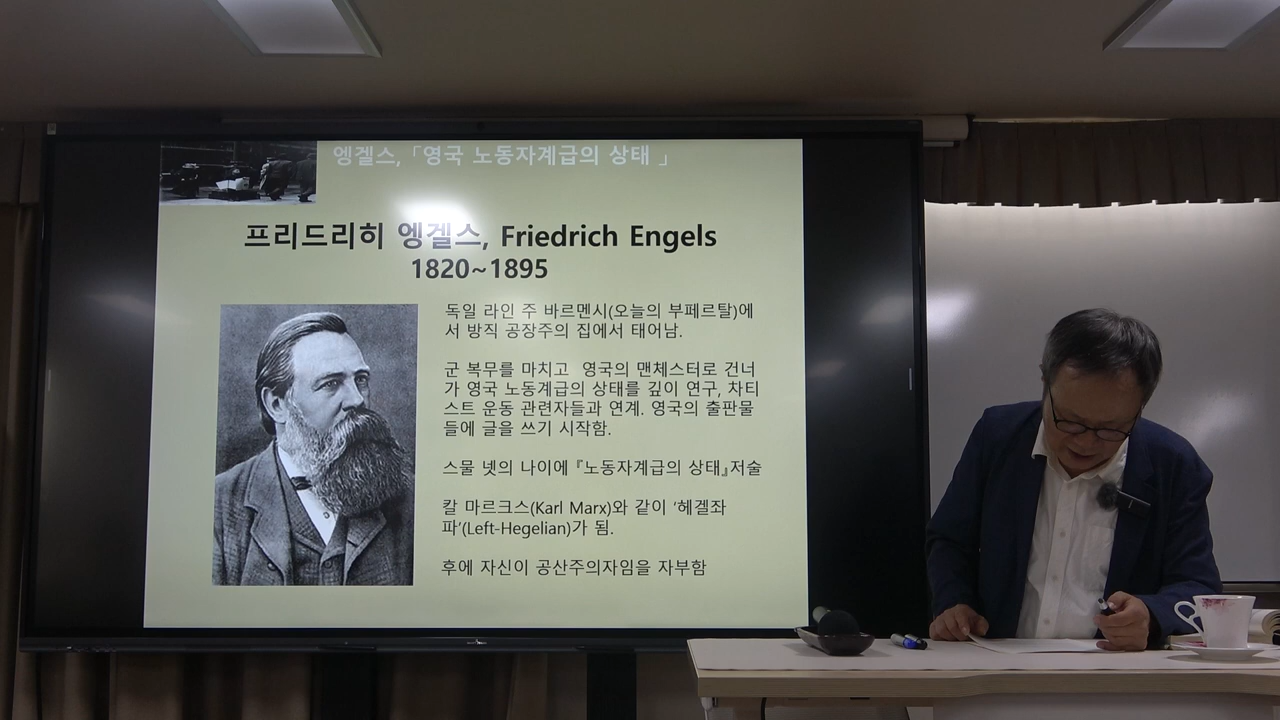 엥겔스, 「영국 노동자계급의 상태 」
프리드리히 엥겔스, Friedrich Engels
1820~1895
독일 라인 주 바르멘시(오늘의 부페르탈)에
서 방직 공장주의 집에서 태어남.
군 복무를 마치고 영국의 맨체스터로 건너
가 영국 노동계급의 상태를 깊이 연구, 차티
스트 운동 관련자들과 연계. 영국의 출판물
들에 글을 쓰기 시작함.
스물 넷의 나이에 『노동자계급의 상태』저술
칼 마르크스(Karl Marx)와 같이 ‘헤겔좌
파’(Left-Hegelian)가 됨.
후에 자신이 공산주의자임을 자부함